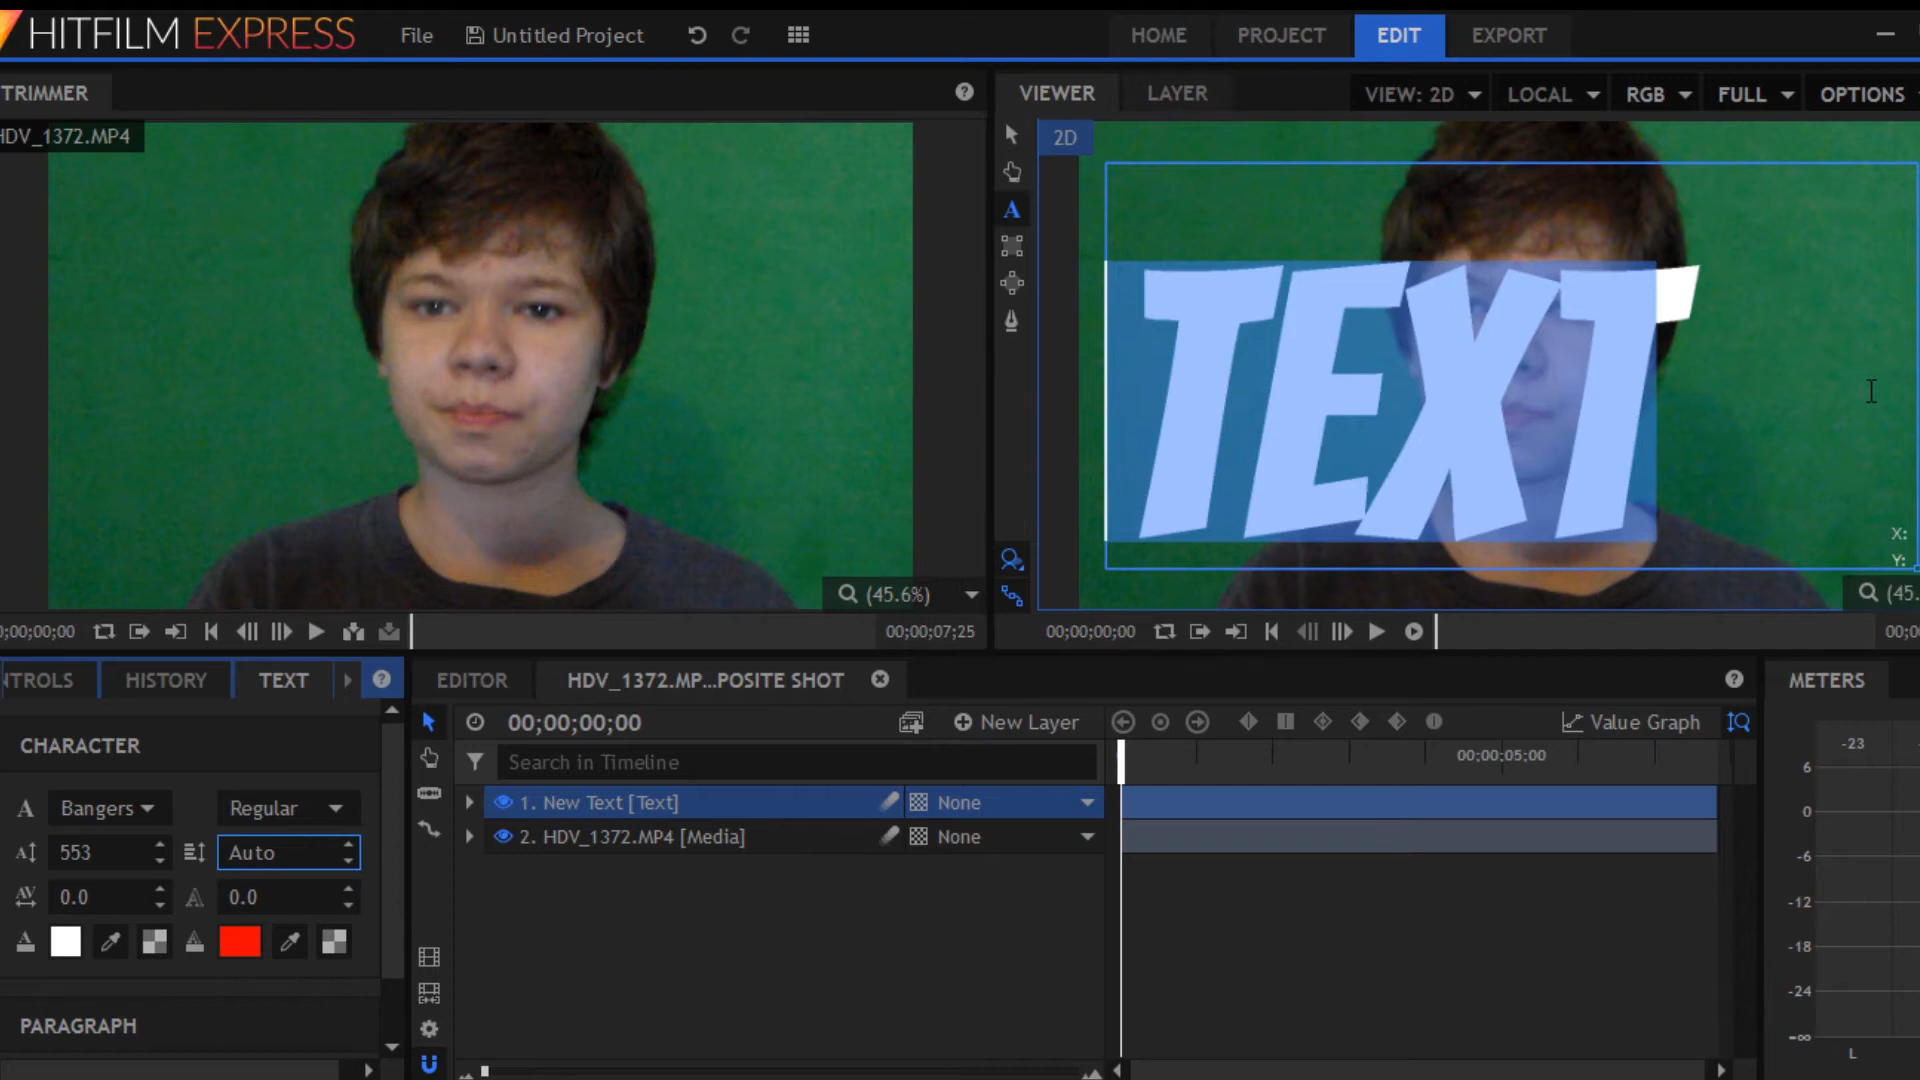 HITFILM EXPRESS File Untitled Project HOME PROJECT EDIT EXPORT
TRIMMER VIEWER LAYER VIEW: 2D LOCAL RGB FULL OPTIONS
HDV_1372.MP4 2D
A
TEXT
X:
Y:
(45.6%) (45.
0;00;00;00 00;00;07;25 00;00;00;00 00;0
NTROLS HISTORY TEXT EDITOR HDV_1372.MP...POSITE SHOT METERS
00;00;00;00 New Layer Value Graph
CHARACTER Search in Timeline 00;00;05;00 -23
6
A Bangers Regular 1. New Text [Text] None 0
553 Auto 2. HDV_1372.MP4 [Media] None -6
0.0 0.0 -12
-18
-24
PARAGRAPH -∞
L